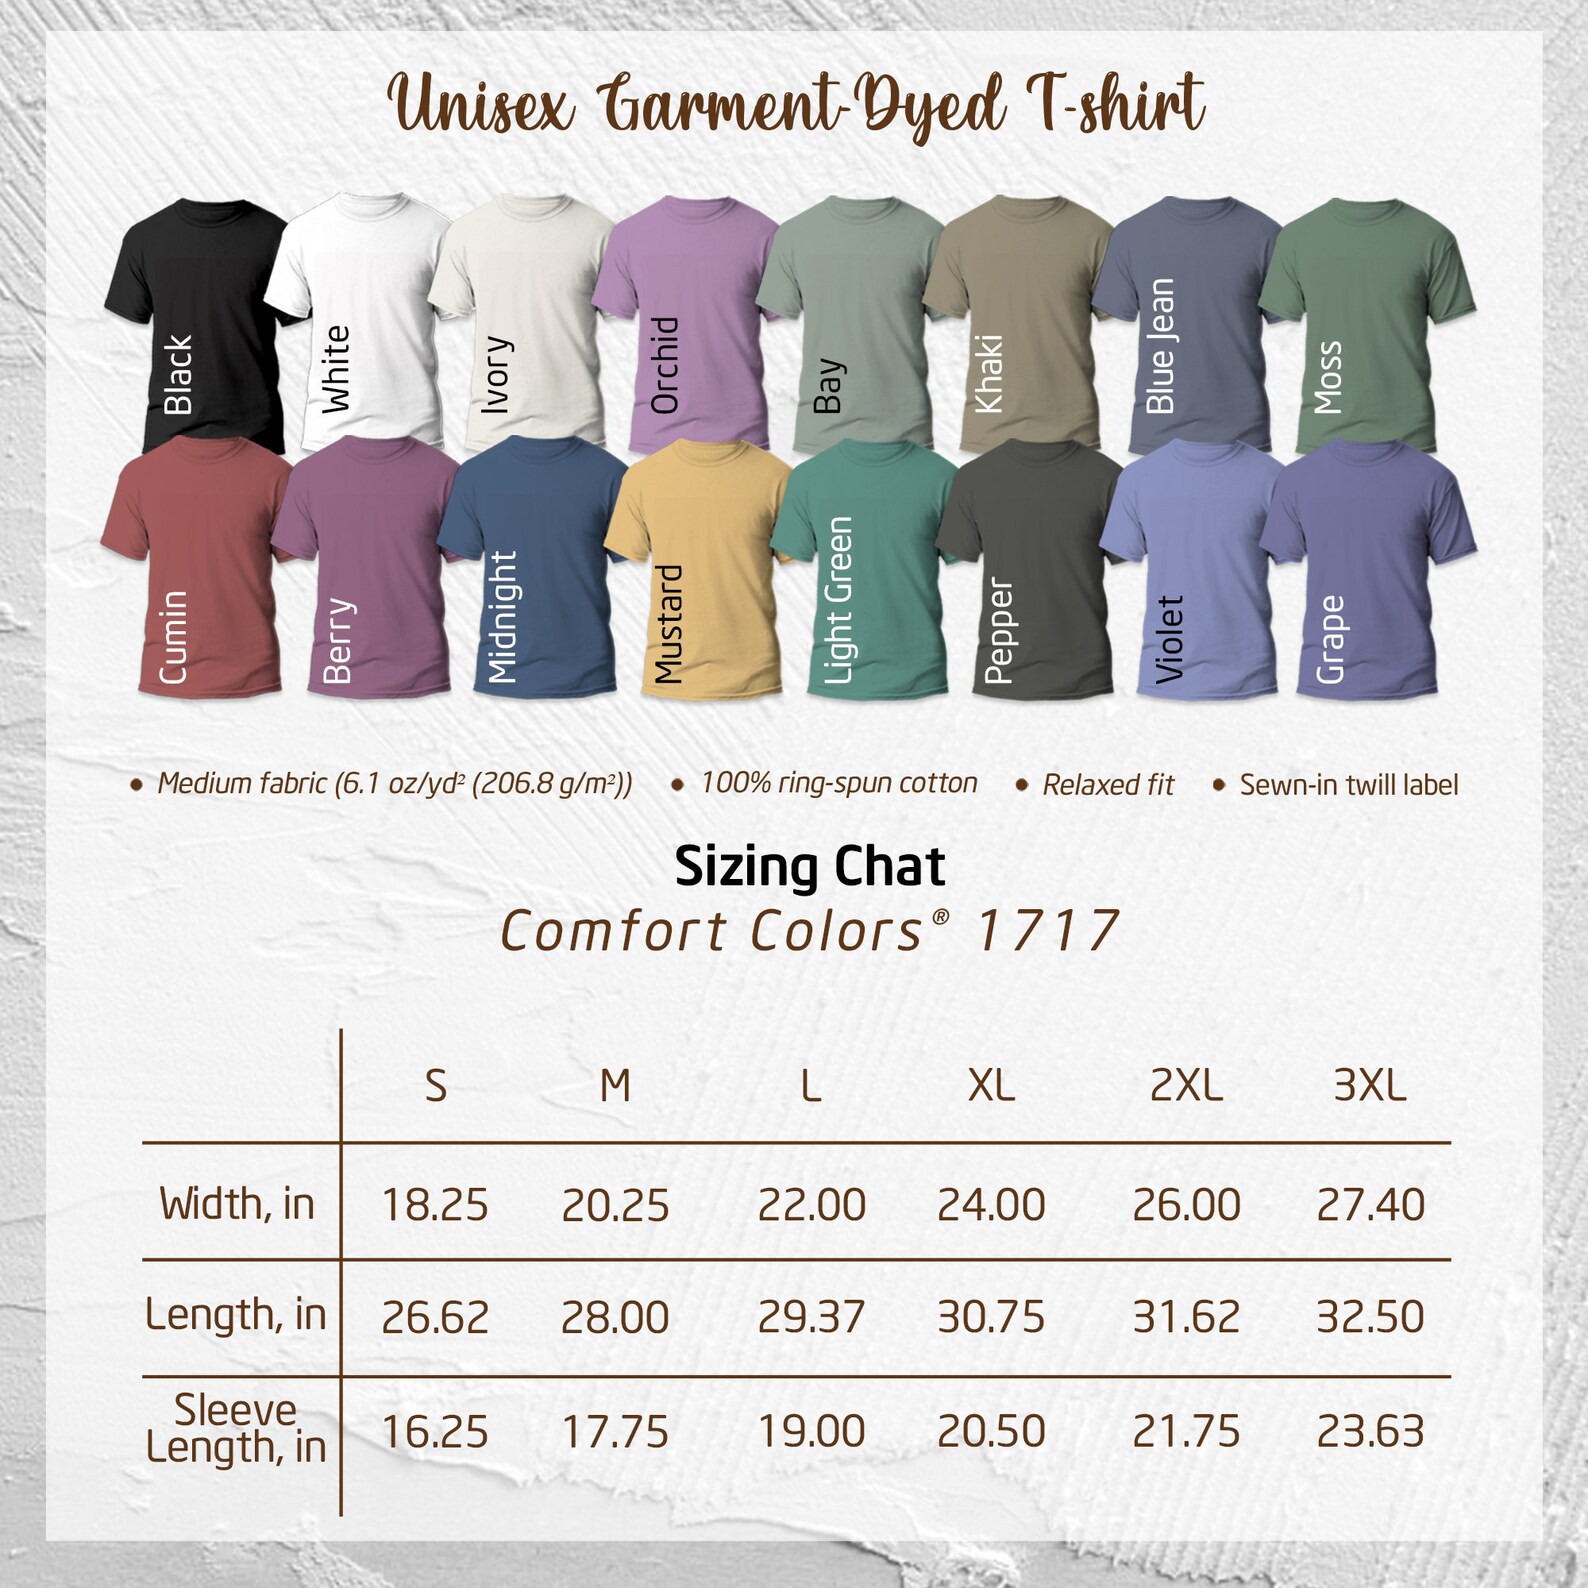 Unisex Garment-Dyed T-shirt
Black
White
Ivory
Orchid
Bay
Khaki
Blue Jean
Moss
Cumin
Berry
Midnight
Mustard
Light Green
Pepper
Violet
Grape
• Medium fabric (6.1 oz/yd² (206.8 g/m²)) • 100% ring-spun cotton • Relaxed fit • Sewn-in twill label
Sizing Chat
Comfort Colors® 1717
S M L XL 2XL 3XL
Width, in 18.25 20.25 22.00 24.00 26.00 27.40
Length, in 26.62 28.00 29.37 30.75 31.62 32.50
Sleeve
Length, in 16.25 17.75 19.00 20.50 21.75 23.63